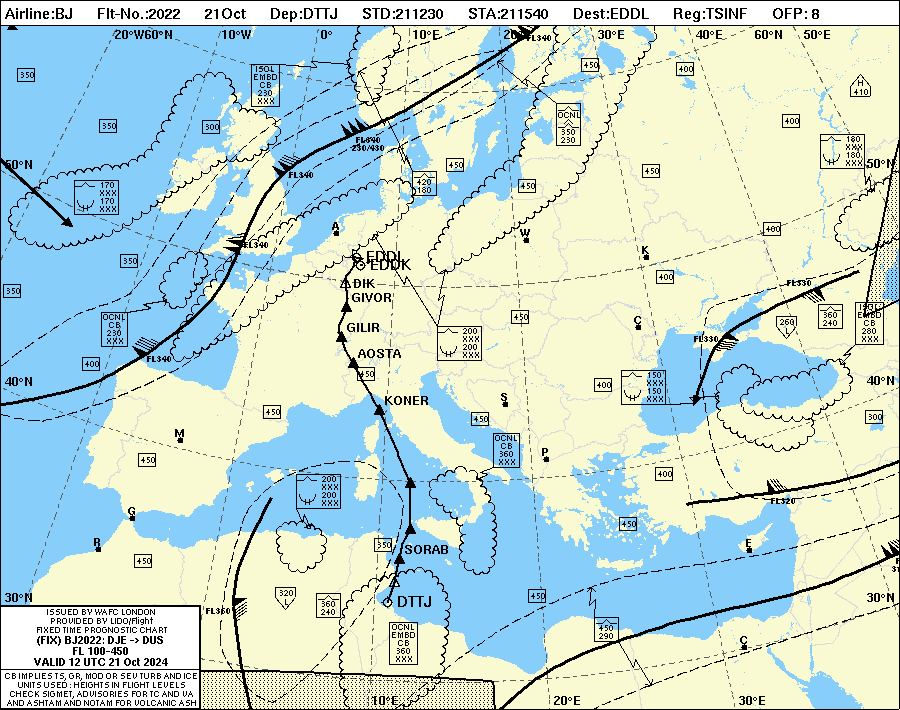 Airline:BJ Flt-No.:2022 21Oct Dep:DTTJ STD:211230 STA:211540 Dest:EDDL Reg:TSINF OFP: 8
20°W60°N 10°W 0° 20°E 30°E 40°E 60°N 50°E
FL340
350
ISOL
EMBD
CB
230
XXX
450
400
H
410
350
300
FL340
230/430
OCNL
350
230
400
180
XXX
180
XXX
50°N
50°N
FL340
450
450
420
180
450
170
XXX
170
XXX
A
W
400
FL340
EDDL
EDDK
K
350
DIK
GIVOR
400
FL330
350
OCNL
CB
230
XXX
GILIR
450
C
260
360
240
ISOL
EMBD
CB
280
XXX
FL330
200
XXX
200
XXX
FL340
AOSTA
400
450
40°N
40°N
KONER
S
400
150
XXX
150
XXX
450
450
300
M
450
OCNL
CB
360
XXX
P
400
200
XXX
200
XXX
FL320
G
450
R
350
SORAB
E
450
30°N
30°N
320
360
240
FL360
DTTJ
450
450
290
C
OCNL
EMBD
CB
360
XXX
10°E 20°E 30°E
ISSUED BY WAFC LONDON
PROVIDED BY LIDO/Flight
FIXED TIME PROGNOSTIC CHART
(FIX) BJ2022: DJE -> DUS
FL 100-450
VALID 12 UTC 21 Oct 2024
CB IMPLIES TS, GR, MOD OR SEV TURB AND ICE
UNITS USED : HEIGHTS IN FLIGHT LEVELS
CHECK SIGMET, ADVISORIES FOR TC AND VA
AND ASHTAM AND NOTAM FOR VOLCANIC ASH